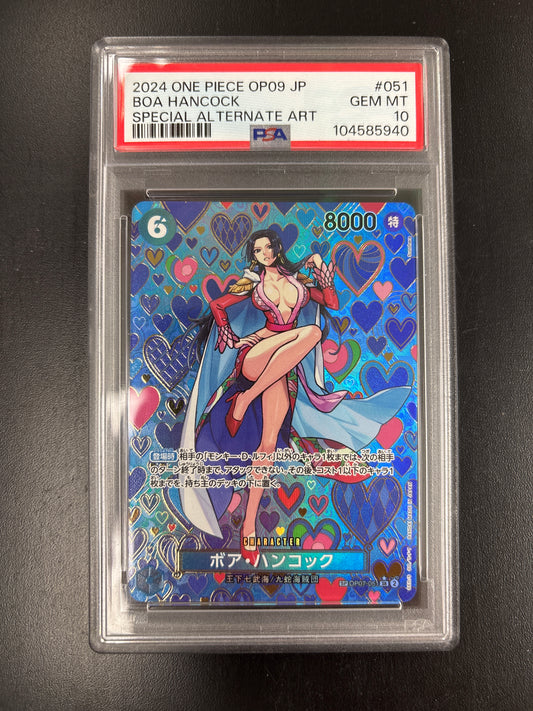 2024 ONE PIECE OP09 JP #051
BOA HANCOCK GEM MT
SPECIAL ALTERNATE ART 10
PSA 104585940
6 8000 特
登場時 相手の「モンキー・D・ルフィ」以外のキャラ1枚までは、次の相手
のターン終了時まで、アタックできない。その後、コスト1以下のキャラ1
枚までを、持ち主のデッキの下に置く。
CHARACTER
ボア・ハンコック
王下七武海/九蛇海賊団
SP OP07-051 SR 2